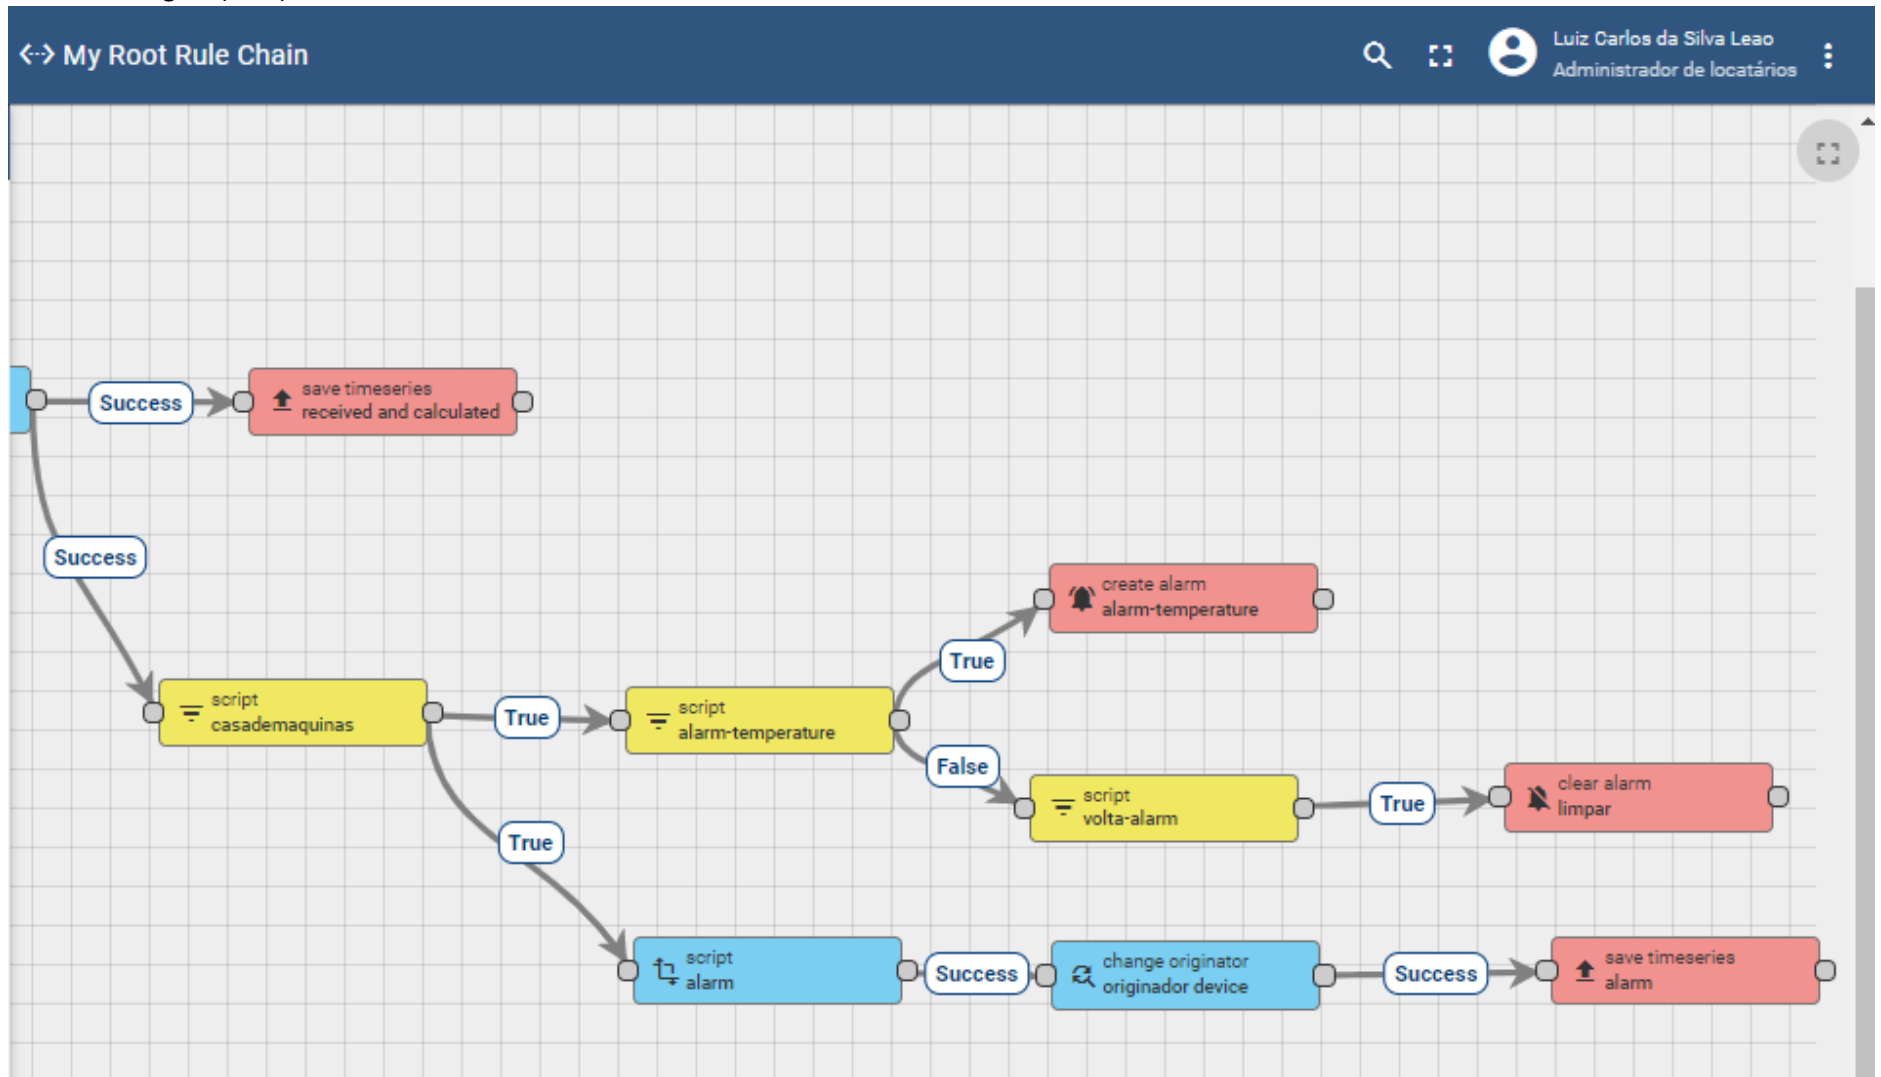 My Root Rule Chain
Luiz Carlos da Silva Leao
Administrador de locatários
Success
save timeseries
received and calculated
Success
create alarm
alarm-temperature
True
script
casademaquinas
True
script
alarm-temperature
False
script
volta-alarm
True
clear alarm
limpar
True
script
alarm
Success
change originator
originador device
Success
save timeseries
alarm